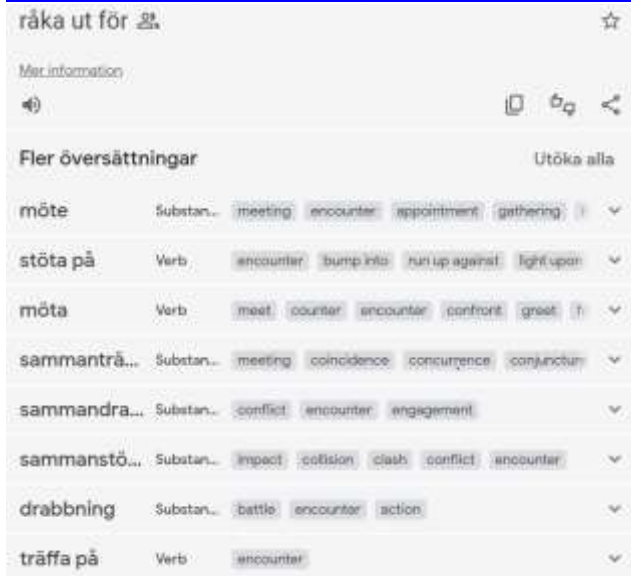 råka ut för
Mer information
Fler översättningar Utöka alla
möte Substan... meeting encounter appointment gathering
stöta på Verb encounter bump into run up against light upon
möta Verb meet counter encounter confront greet
sammanträ... Substan... meeting coincidence concurrence conjunctur
sammandra... Substan... conflict encounter engagement
sammanstö... Substan... impact collision clash conflict encounter
drabbning Substan... battle encounter action
träffa på Verb encounter